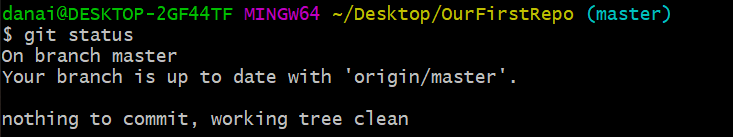 danai@DESKTOP-2GF44TF MINGW64 ~/Desktop/OurFirstRepo (master)
$ git status
On branch master
Your branch is up to date with 'origin/master'.
nothing to commit, working tree clean